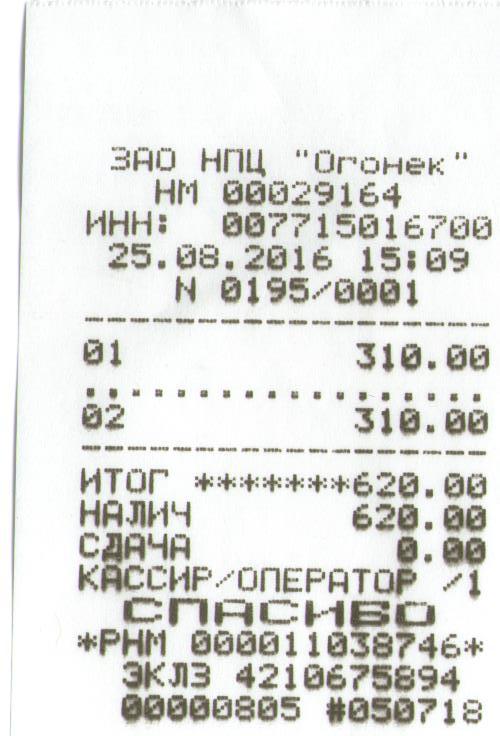 ЗАО НПЦ "Огонек"
НМ 00029164
ИНН: 007715016700
25.08.2016 15:09
N 0195/0001
01 310.00
02 310.00
ИТОГ *******620.00
НАЛИЧ 620.00
СДАЧА 0.00
КАССИР/ОПЕРАТОР /1
СПАСИБО
*РНМ 000011038746*
ЭКЛЗ 4210675894
00000805 #050718